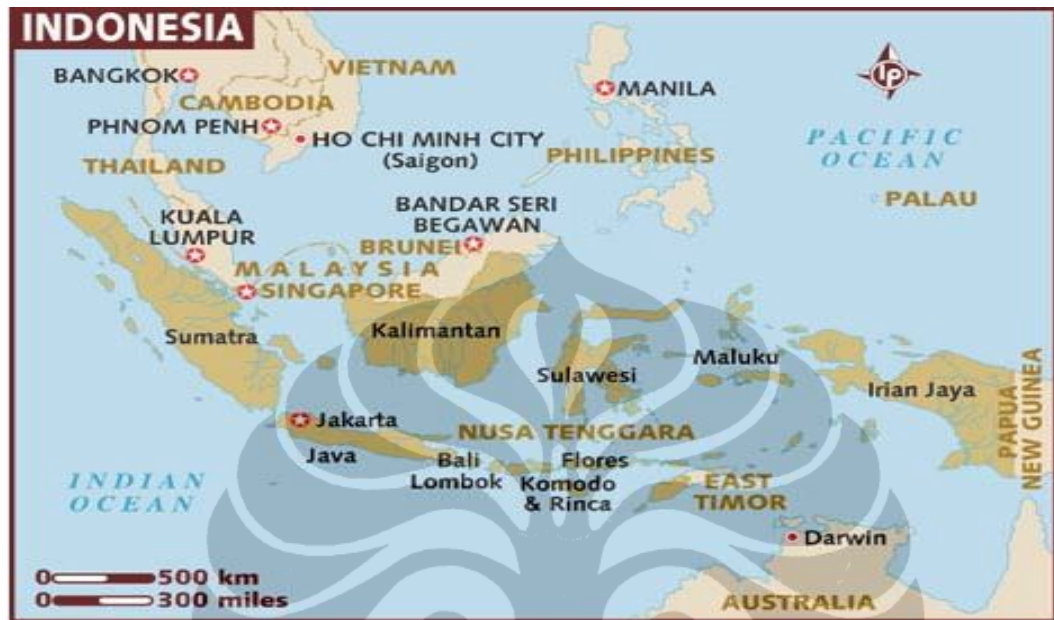 INDONESIA
BANGKOK
VIETNAM
MANILA
CAMBODIA
PHNOM PENH
HO CHI MINH CITY
(Saigon)
THAILAND
PHILIPPINES
PACIFIC
OCEAN
PALAU
KUALA
LUMPUR
BANDAR SERI
BEGAWAN
BRUNEI
MALAYSIA
SINGAPORE
Sumatra
Kalimantan
Sulawesi
Maluku
Irian Jaya
PAPUA
NEW GUINEA
Jakarta
Java
NUSA TENGGARA
Bali
Lombok
Flores
Komodo
& Rinca
EAST
TIMOR
INDIAN
OCEAN
Darwin
AUSTRALIA
0 500 km
0 300 miles
LP